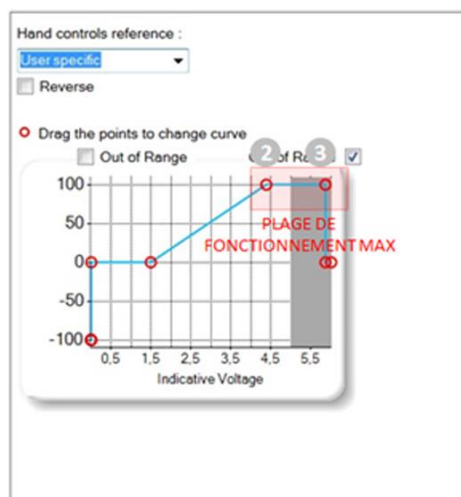 Hand controls reference :
User specific
Reverse
Drag the points to change curve
Out of Range
2 of Ra 3
100
50
0
-50
-100
PLAGE DE
FONCTIONNEMENT MAX
0,5 1,5 2,5 3,5 4,5 5,5
Indicative Voltage